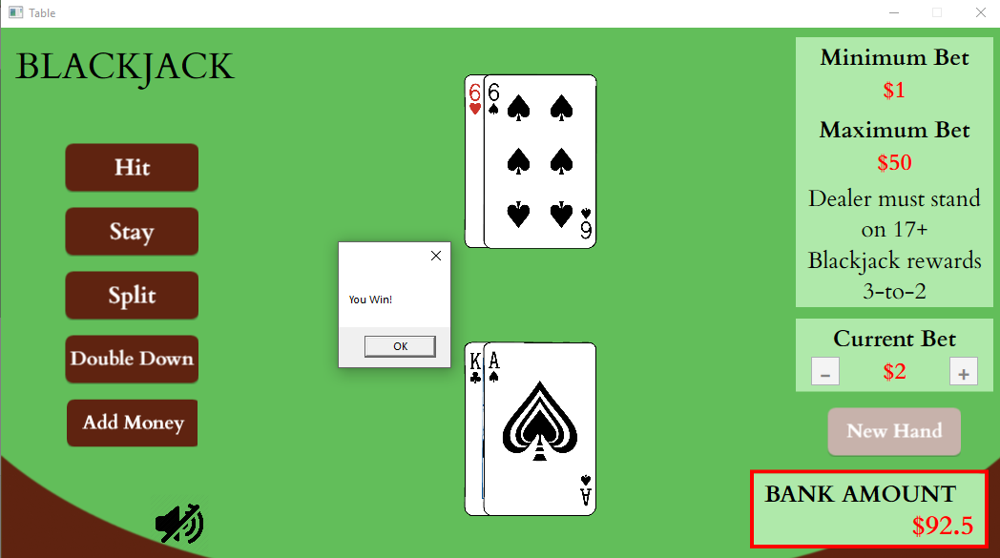 Table
BLACKJACK
Hit
Stay
Split
Double Down
Add Money
6 6
9
You Win!
OK
K A
A
Minimum Bet
$1
Maximum Bet
$50
Dealer must stand
on 17+
Blackjack rewards
3-to-2
Current Bet
- $2 +
New Hand
BANK AMOUNT
$92.5